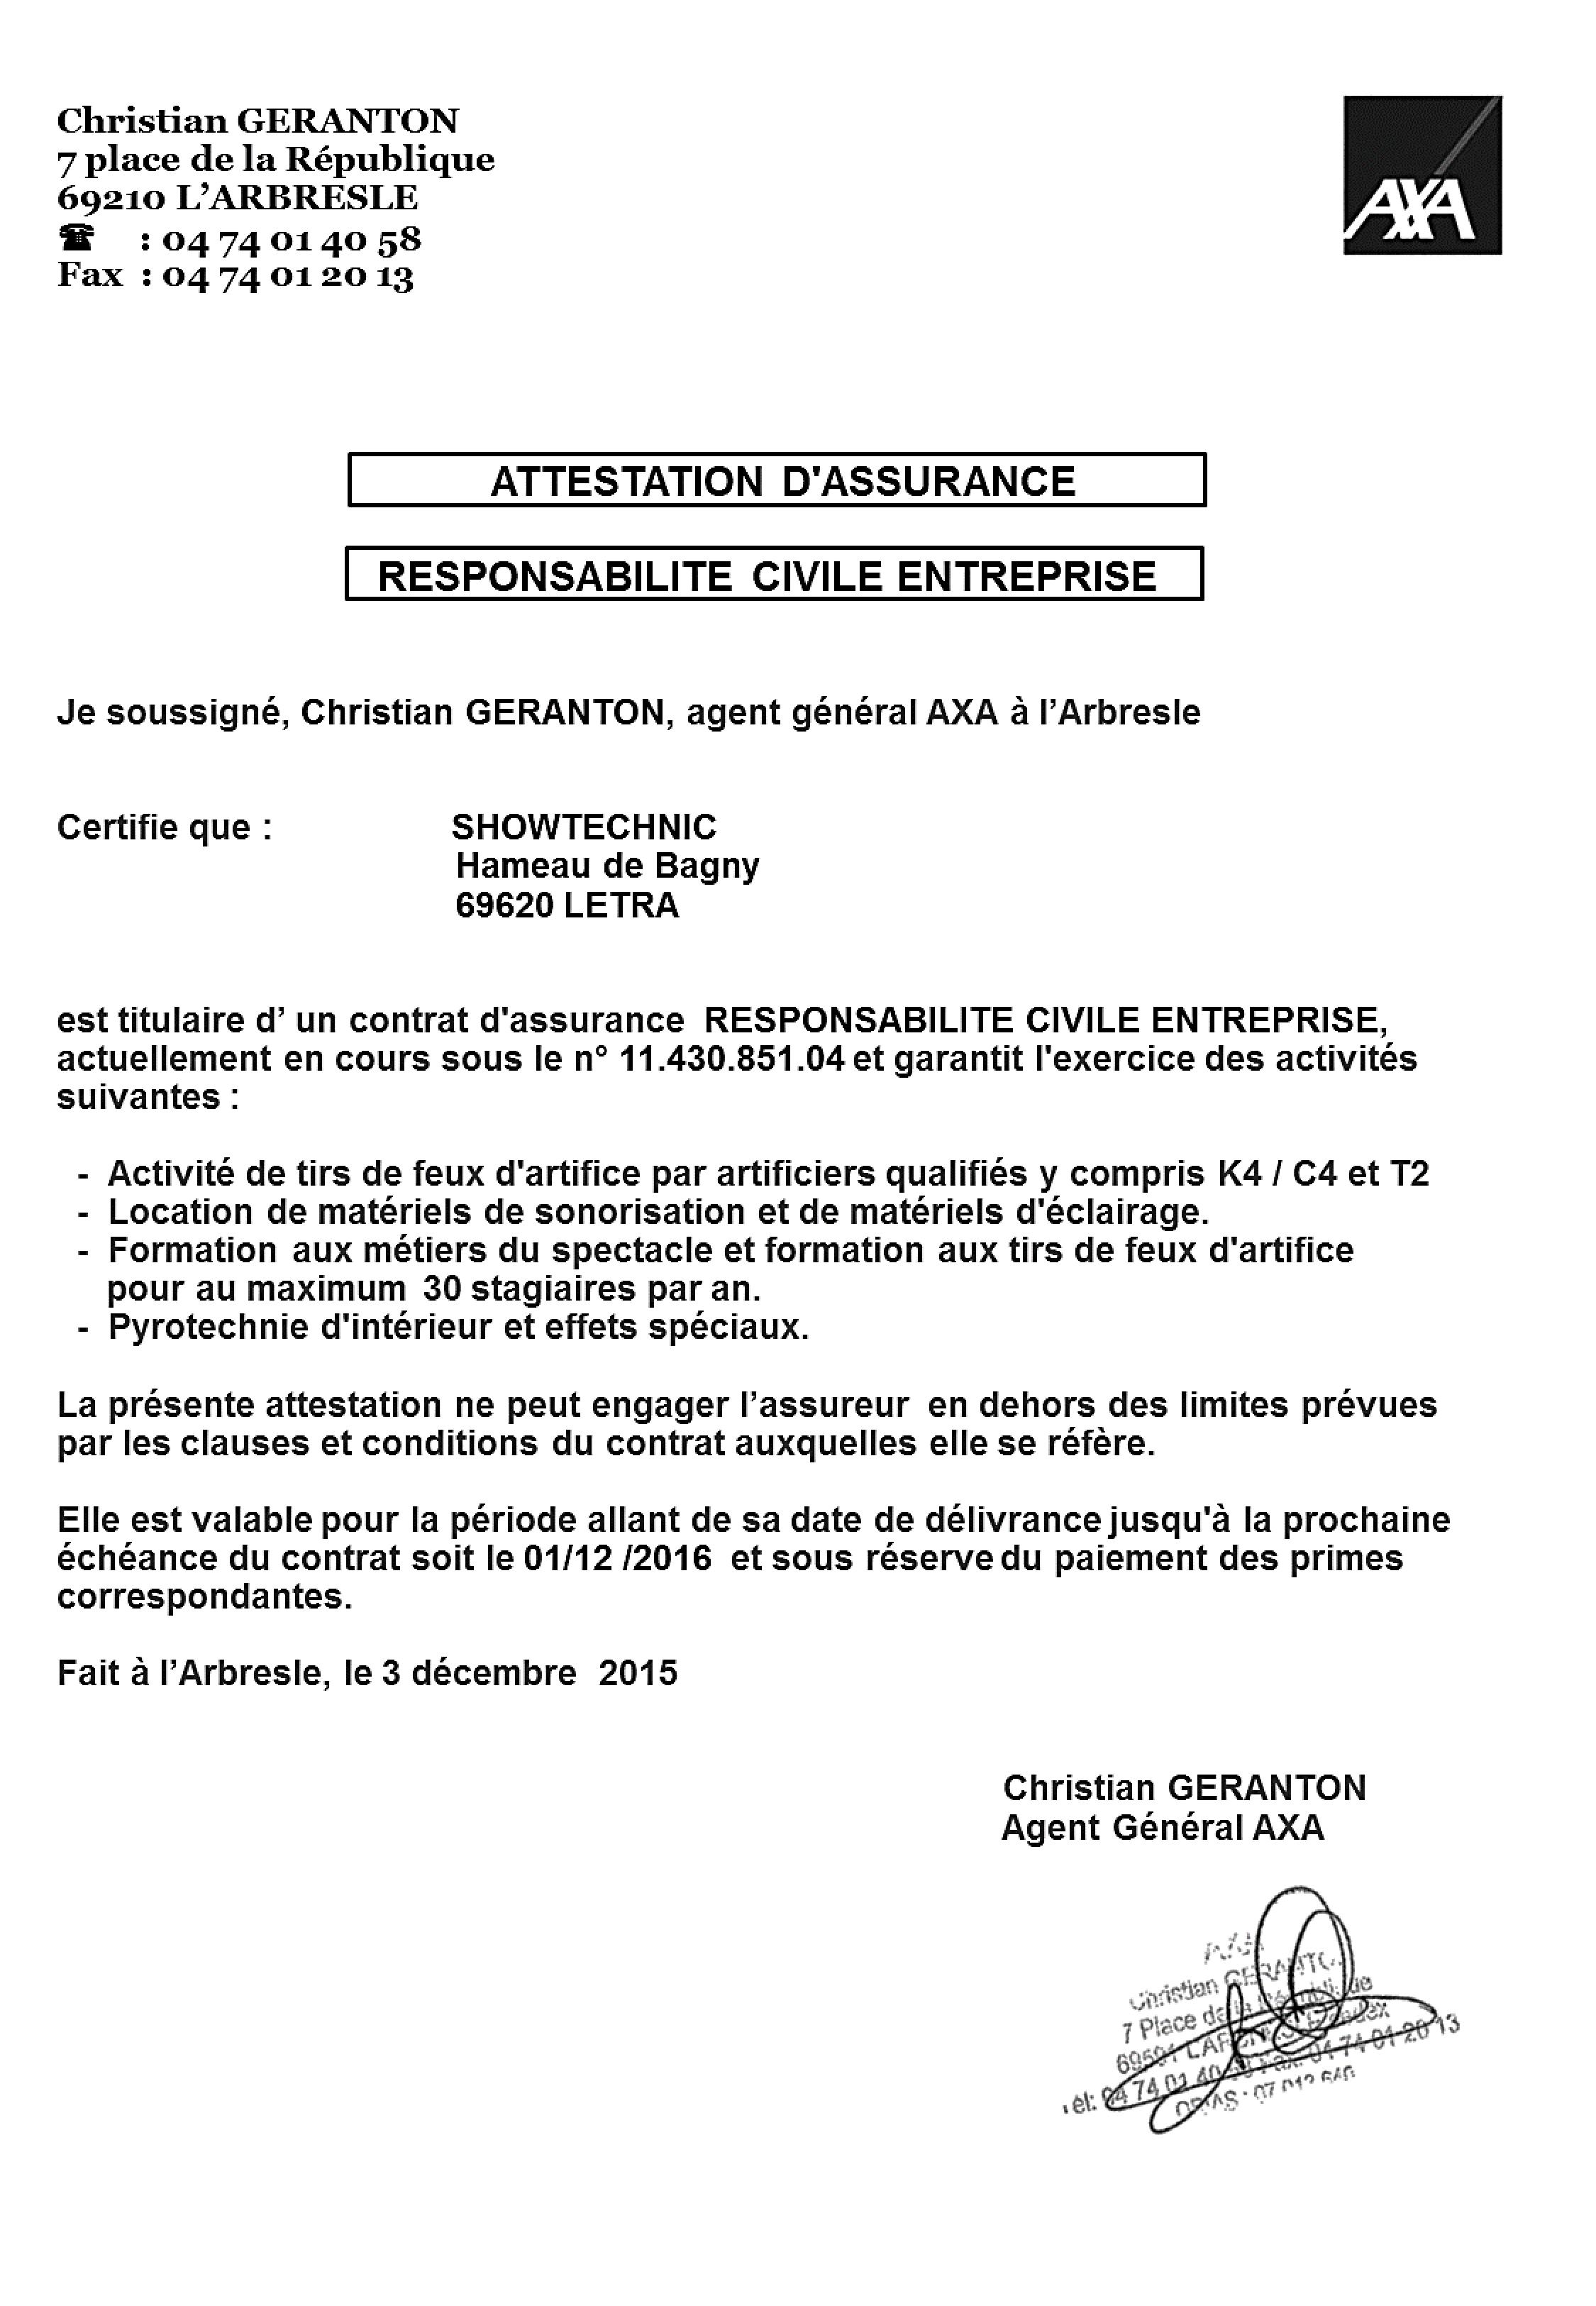 Christian GERANTON
7 place de la République
69210 L’ARBRESLE
☎ : 04 74 01 40 58
Fax : 04 74 01 20 13
AXA
ATTESTATION D'ASSURANCE
RESPONSABILITE CIVILE ENTREPRISE
Je soussigné, Christian GERANTON, agent général AXA à l’Arbresle
Certifie que : SHOWTECHNIC
Hameau de Bagny
69620 LETRA
est titulaire d’ un contrat d'assurance RESPONSABILITE CIVILE ENTREPRISE,
actuellement en cours sous le n° 11.430.851.04 et garantit l'exercice des activités
suivantes :
- Activité de tirs de feux d'artifice par artificiers qualifiés y compris K4 / C4 et T2
- Location de matériels de sonorisation et de matériels d'éclairage.
- Formation aux métiers du spectacle et formation aux tirs de feux d'artifice
pour au maximum 30 stagiaires par an.
- Pyrotechnie d'intérieur et effets spéciaux.
La présente attestation ne peut engager l’assureur en dehors des limites prévues
par les clauses et conditions du contrat auxquelles elle se réfère.
Elle est valable pour la période allant de sa date de délivrance jusqu'à la prochaine
échéance du contrat soit le 01/12 /2016 et sous réserve du paiement des primes
correspondantes.
Fait à l’Arbresle, le 3 décembre 2015
Christian GERANTON
Agent Général AXA
AXA
Christian
7 Place de la République
69591
Tél: 04 74 01 40 58 Fax: 04 74 01 20 13
ORIAS : 07